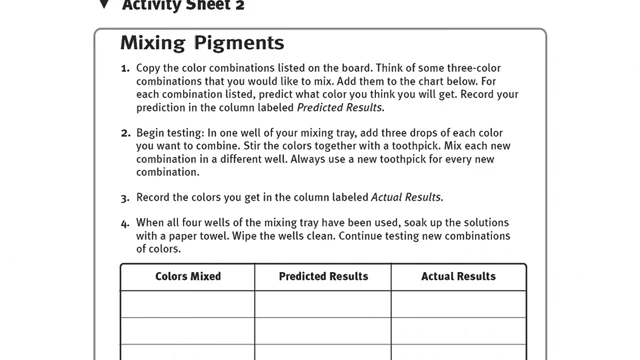 ▼ Activity Sheet 2
Mixing Pigments
1. Copy the color combinations listed on the board. Think of some three-color
combinations that you would like to mix. Add them to the chart below. For
each combination listed, predict what color you think you will get. Record your
prediction in the column labeled Predicted Results.
2. Begin testing: In one well of your mixing tray, add three drops of each color
you want to combine. Stir the colors together with a toothpick. Mix each new
combination in a different well. Always use a new toothpick for every new
combination.
3. Record the colors you get in the column labeled Actual Results.
4. When all four wells of the mixing tray have been used, soak up the solutions
with a paper towel. Wipe the wells clean. Continue testing new combinations
of colors.
Colors Mixed Predicted Results Actual Results